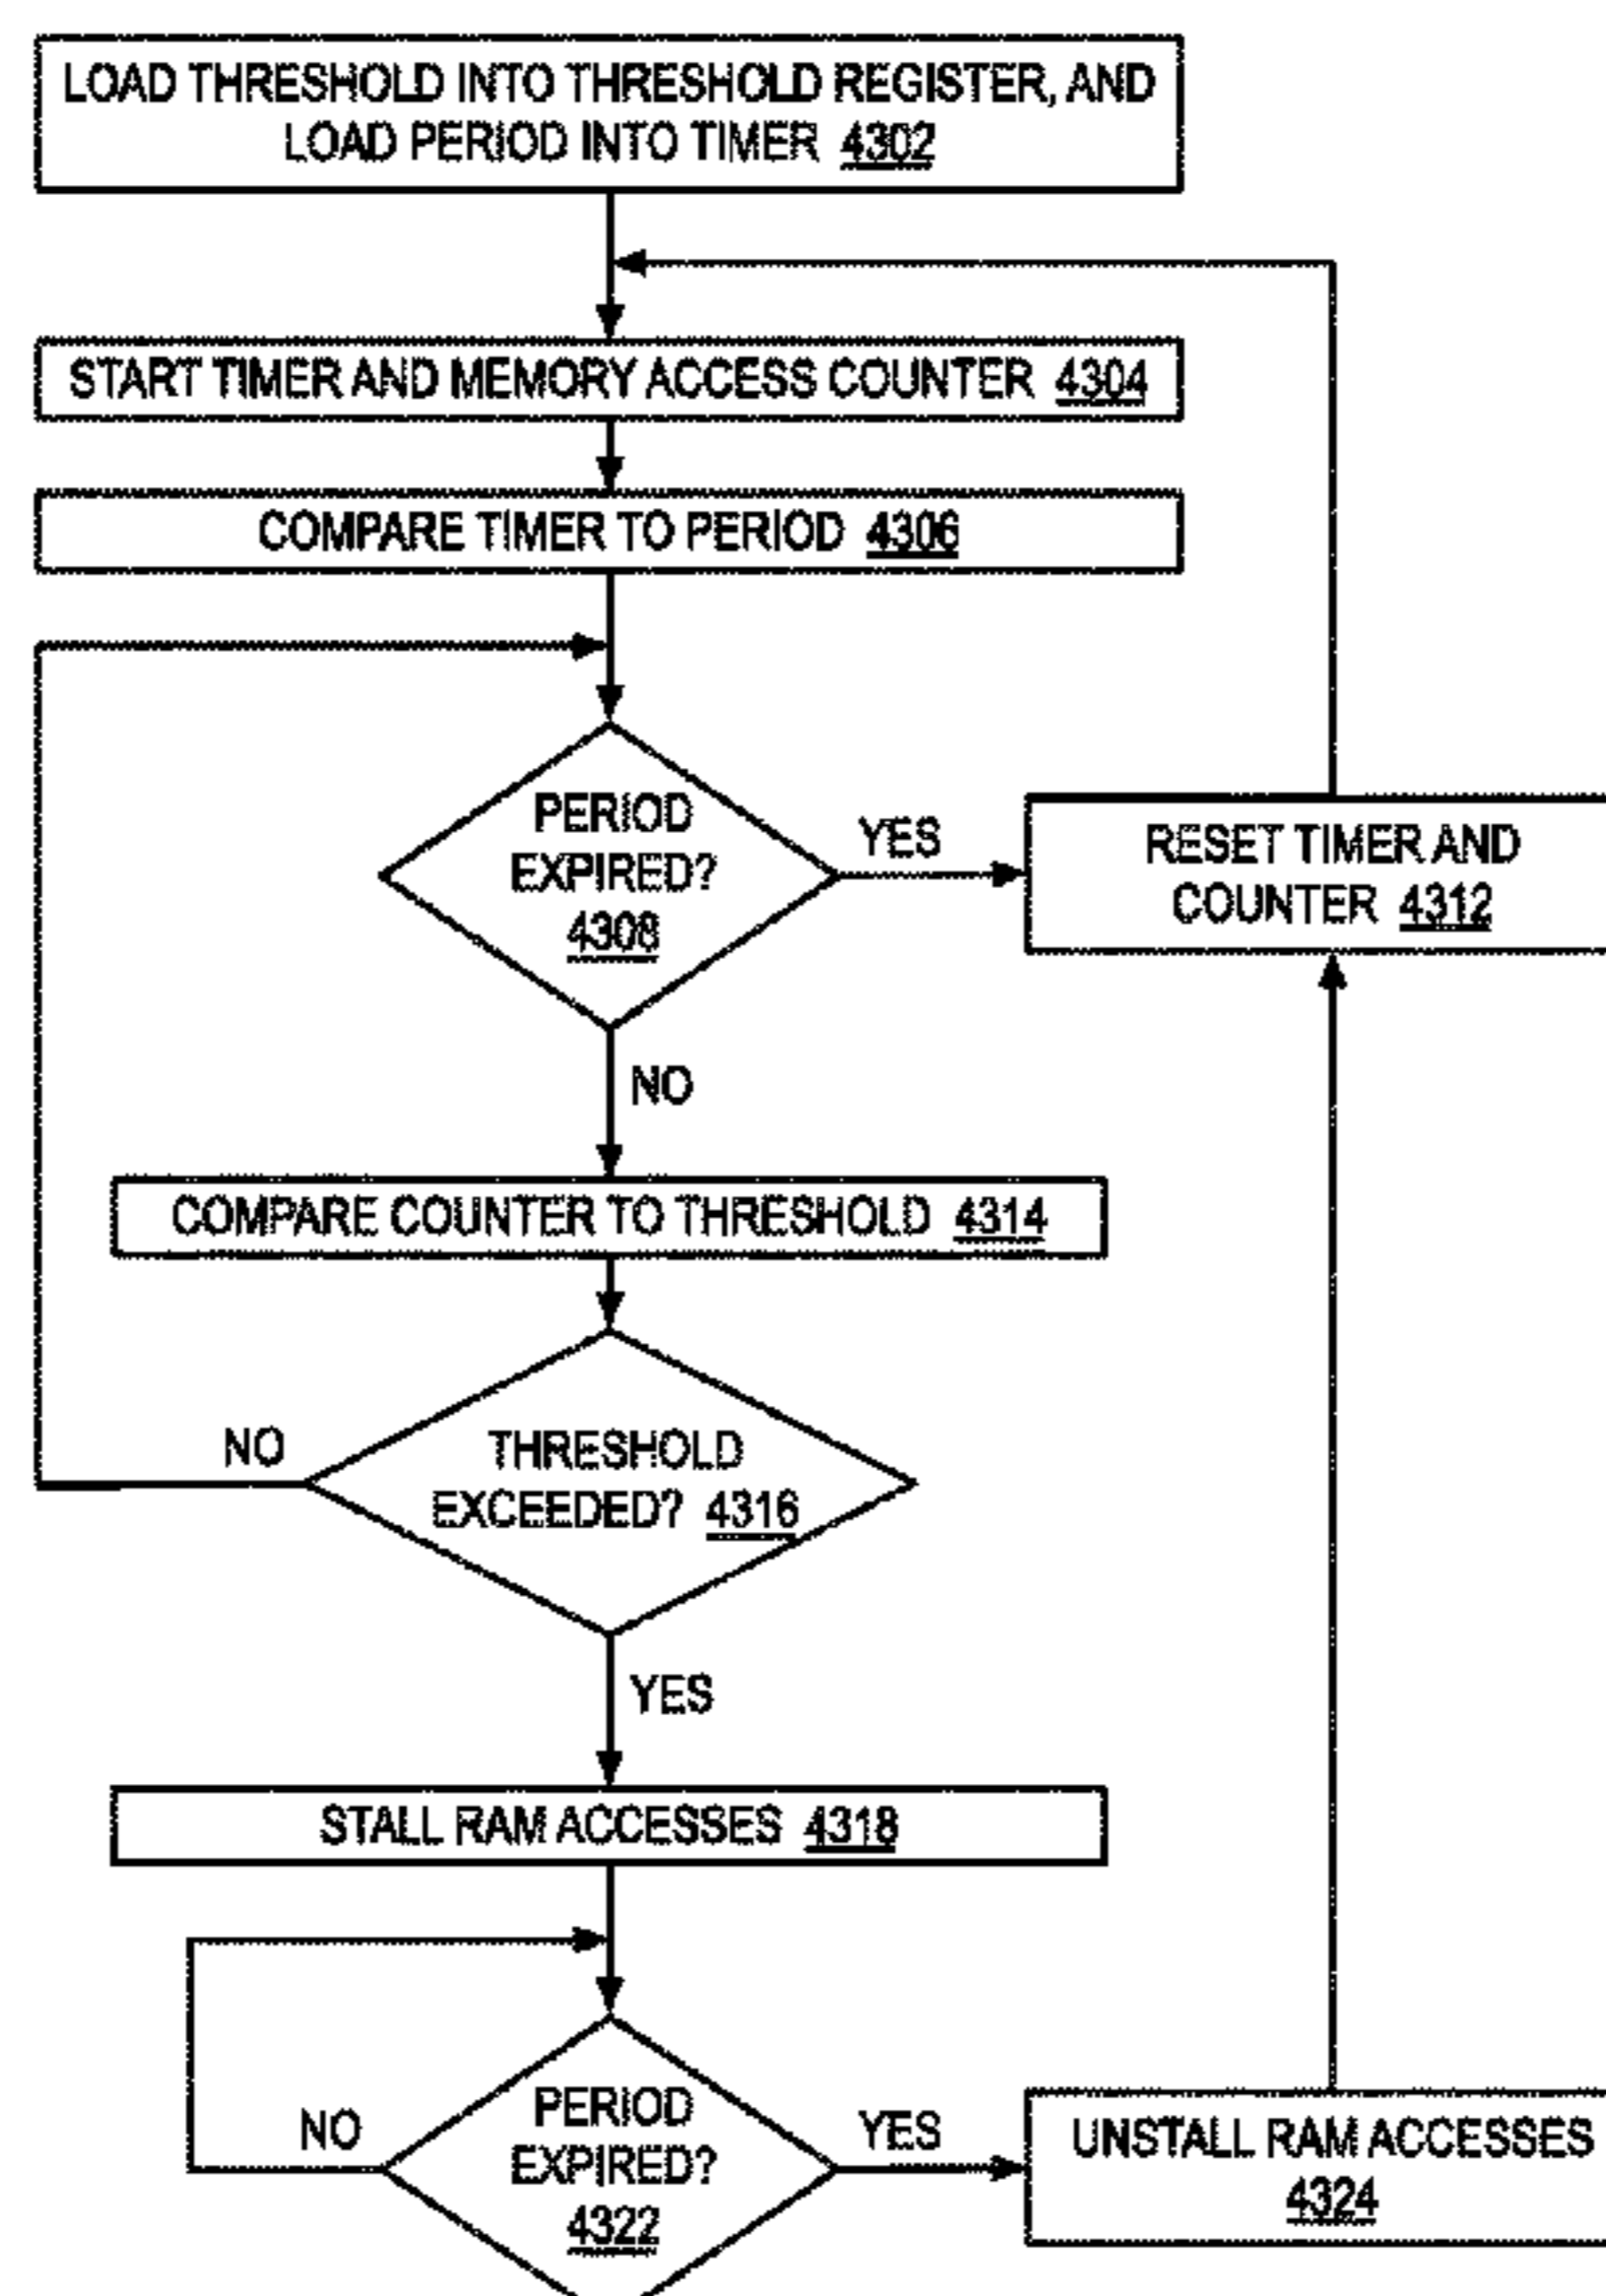 LOAD THRESHOLD INTO THRESHOLD REGISTER, AND
LOAD PERIOD INTO TIMER 4302
START TIMER AND MEMORY ACCESS COUNTER 4304
COMPARE TIMER TO PERIOD 4306
PERIOD
EXPIRED?
4308
YES
RESET TIMER AND
COUNTER 4312
NO
COMPARE COUNTER TO THRESHOLD 4314
THRESHOLD
EXCEEDED? 4316
NO
YES
STALL RAM ACCESSES 4318
PERIOD
EXPIRED?
4322
NO
YES
UNSTALL RAM ACCESSES
4324